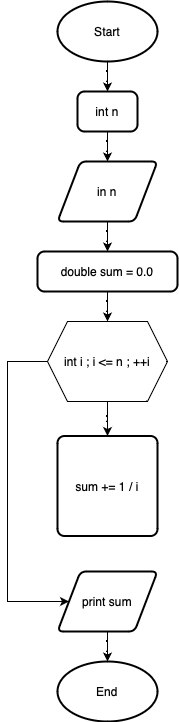 Start
int n
in n
double sum = 0.0
int i ; i <= n ; ++i
sum += 1 / i
print sum
End